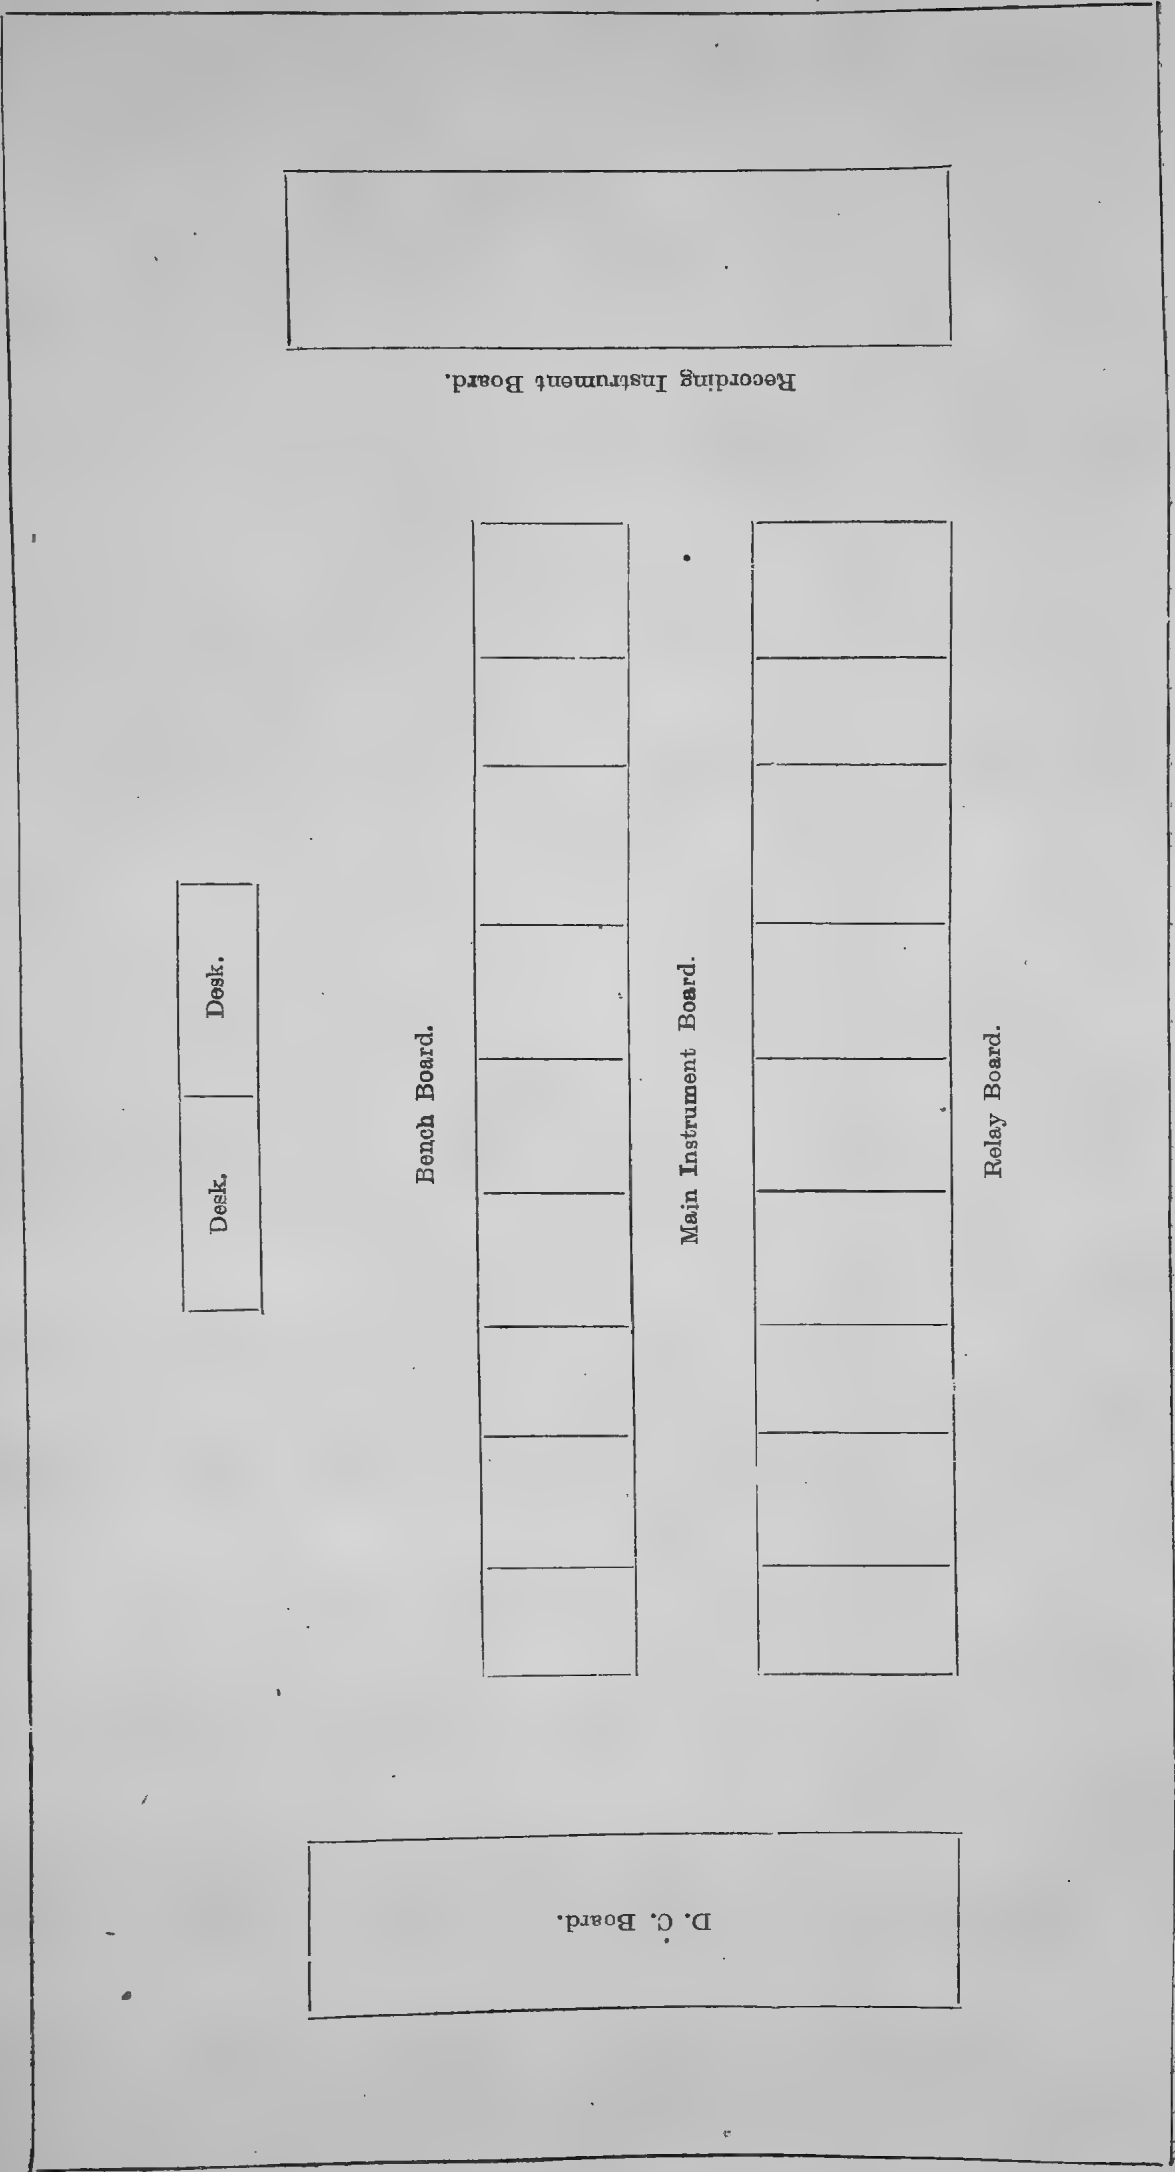 Recording Instrument Board.
Desk.
Desk.
Bench Board.
Main Instrument Board.
Relay Board.
D. C. Board.